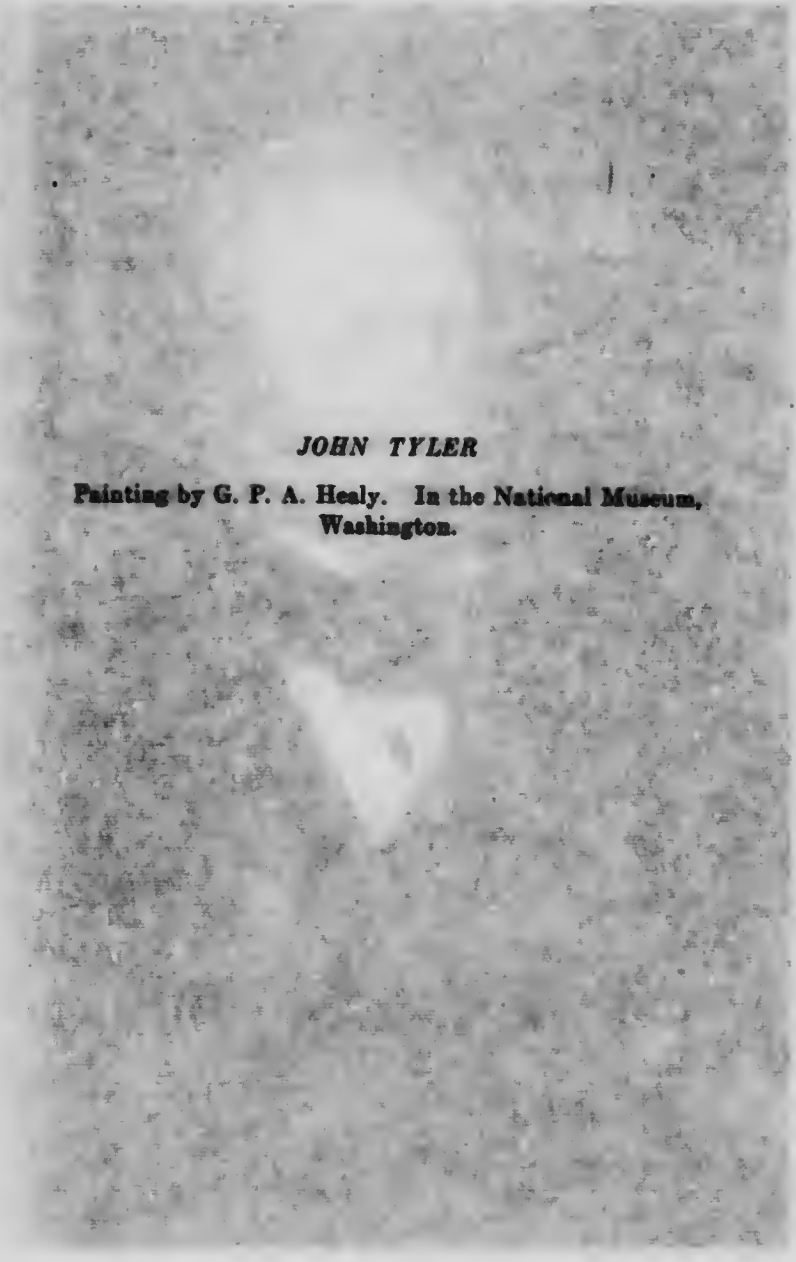 JOHN TYLER
Painting by G. P. A. Healy. In the National Museum,
Washington.